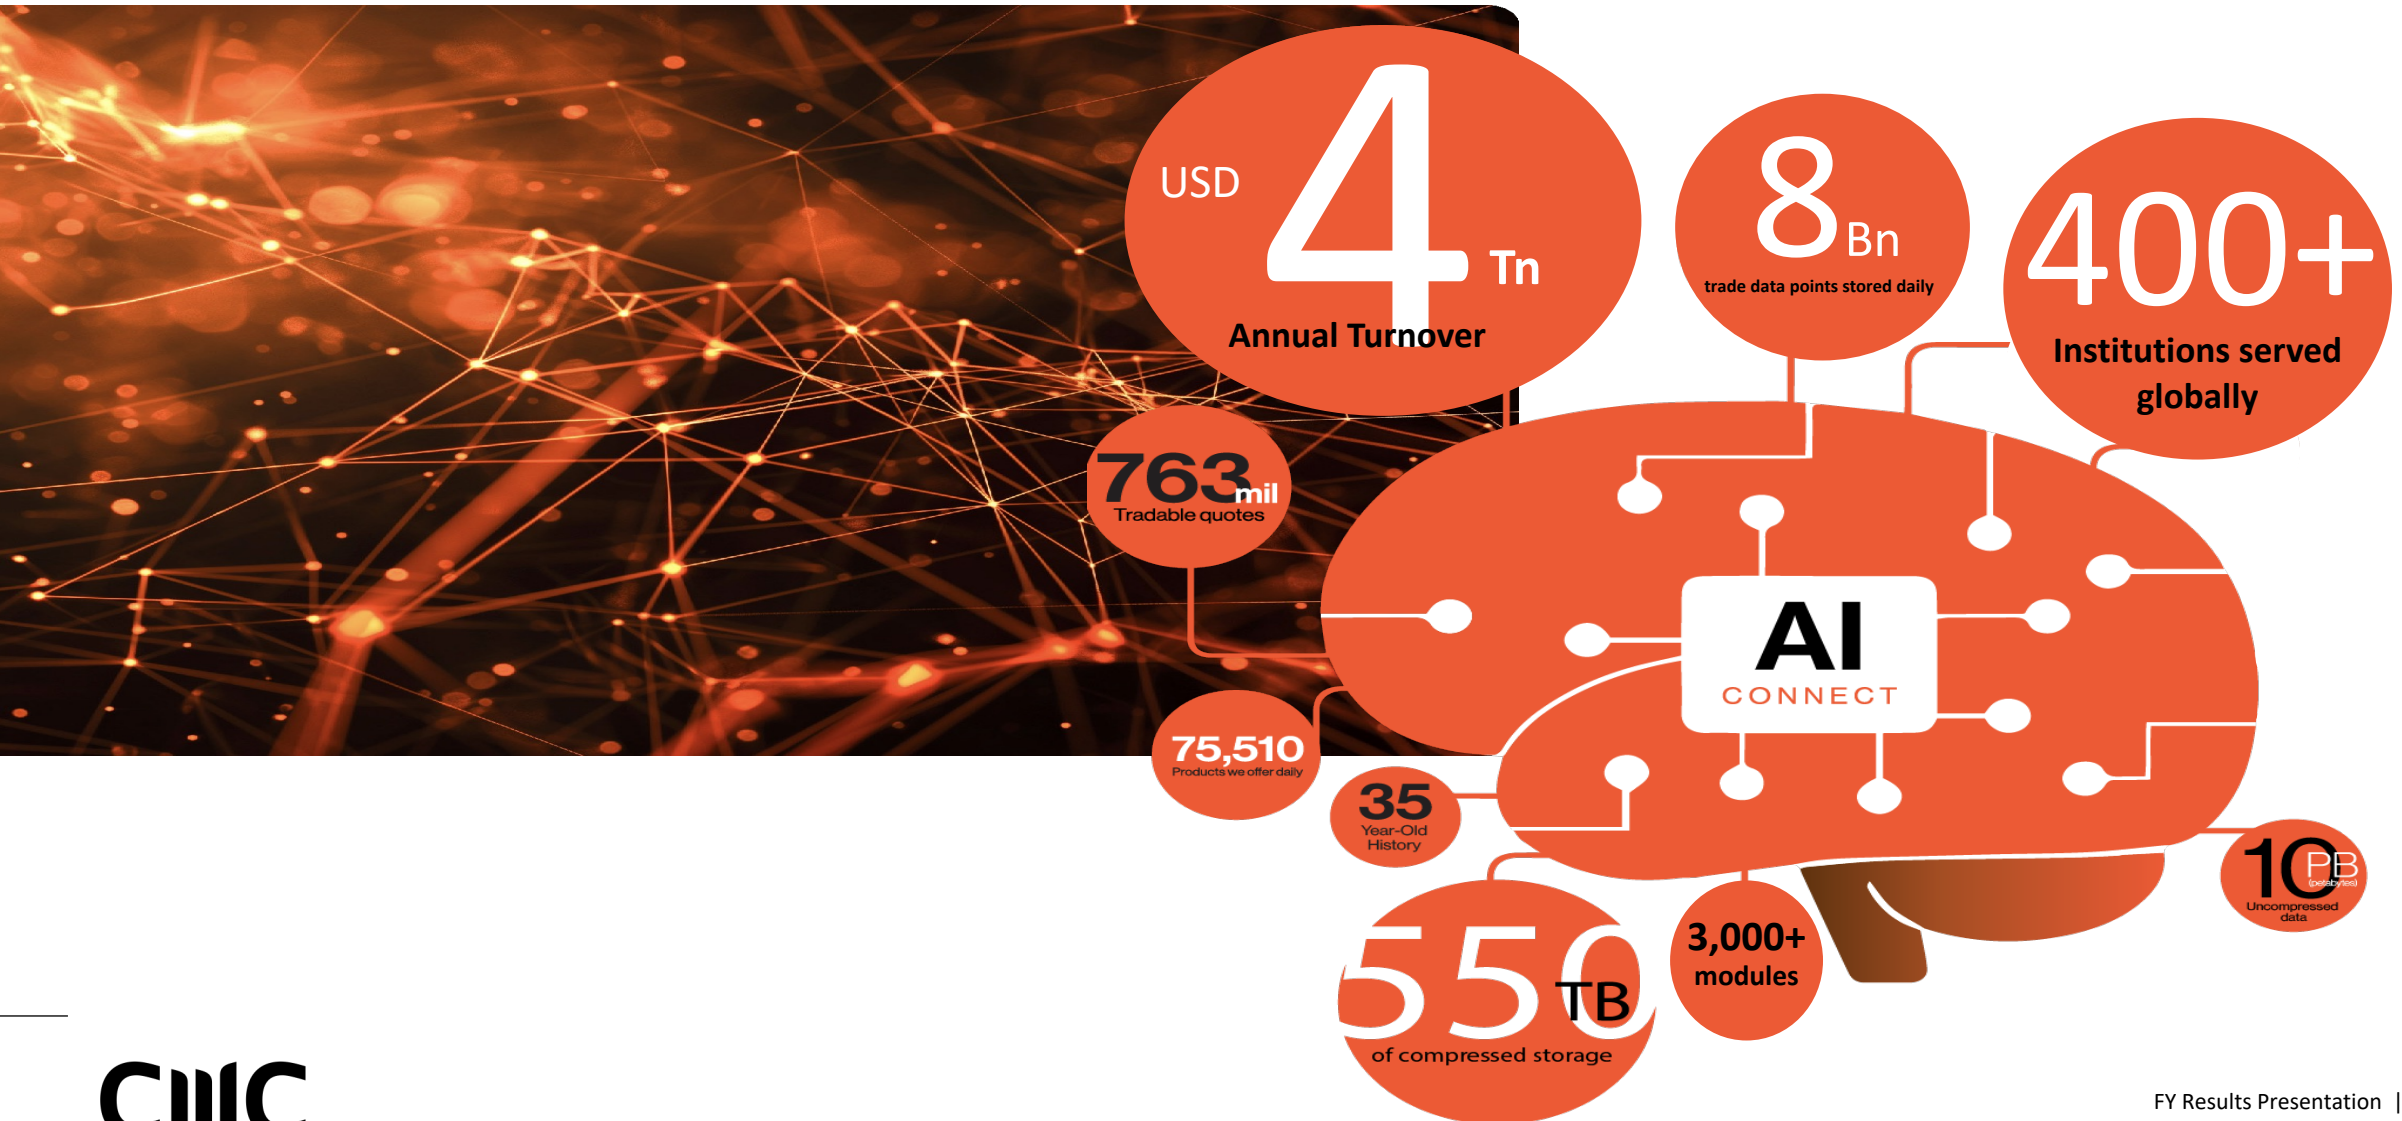 USD 4 Tn
Annual Turnover
8 Bn
trade data points stored daily
400+
Institutions served
globally
763 mil
Tradable quotes
AI
CONNECT
75,510
Products we offer daily
35
Year-Old
History
10 PB
(petabytes)
Uncompressed
data
550 TB
of compressed storage
3,000+
modules
CMC
FY Results Presentation |